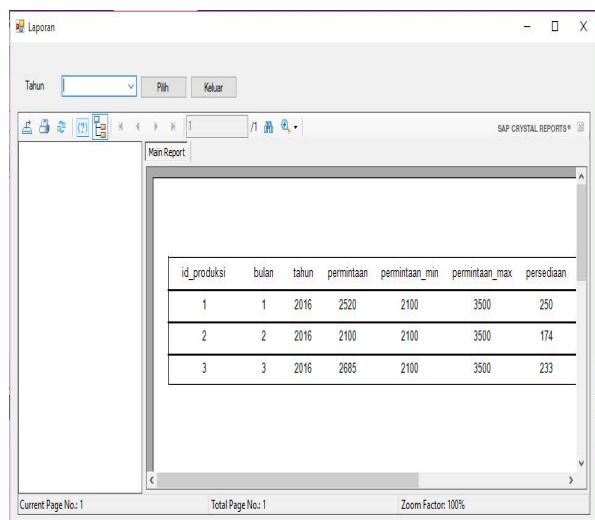 Laporan
Tahun Pilih Keluar
1 /1 SAP CRYSTAL REPORTS®
Main Report
id_produksi bulan tahun permintaan permintaan_min permintaan_max persediaan
1 1 2016 2520 2100 3500 250
2 2 2016 2100 2100 3500 174
3 3 2016 2685 2100 3500 233
Current Page No.: 1 Total Page No.: 1 Zoom Factor: 100%